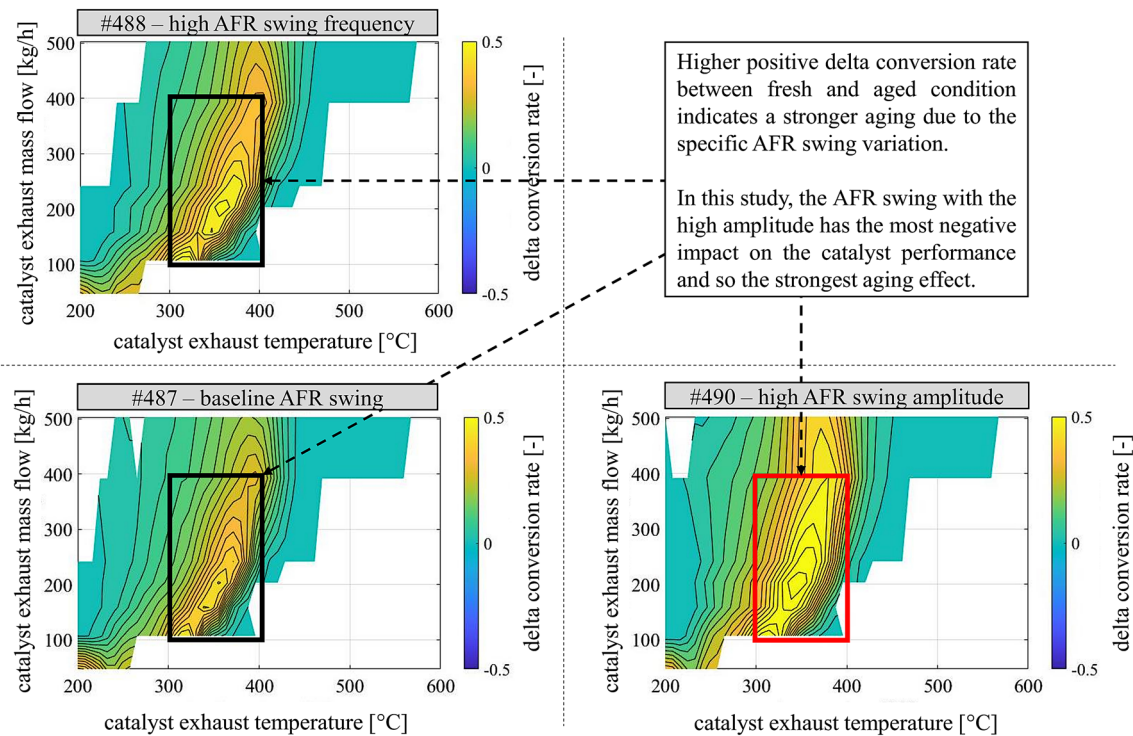 #488 – high AFR swing frequency
catalyst exhaust mass flow [kg/h]
500
400
300
200
100
200
300
400
500
600
catalyst exhaust temperature [°C]
0.5
0
-0.5
delta conversion rate [-]
Higher positive delta conversion rate
between fresh and aged condition
indicates a stronger aging due to the
specific AFR swing variation.
In this study, the AFR swing with the
high amplitude has the most negative
impact on the catalyst performance
and so the strongest aging effect.
#487 – baseline AFR swing
catalyst exhaust mass flow [kg/h]
500
400
300
200
100
200
300
400
500
600
catalyst exhaust temperature [°C]
0.5
0
-0.5
delta conversion rate [-]
#490 – high AFR swing amplitude
catalyst exhaust mass flow [kg/h]
500
400
300
200
100
200
300
400
500
600
catalyst exhaust temperature [°C]
0.5
0
-0.5
delta conversion rate [-]